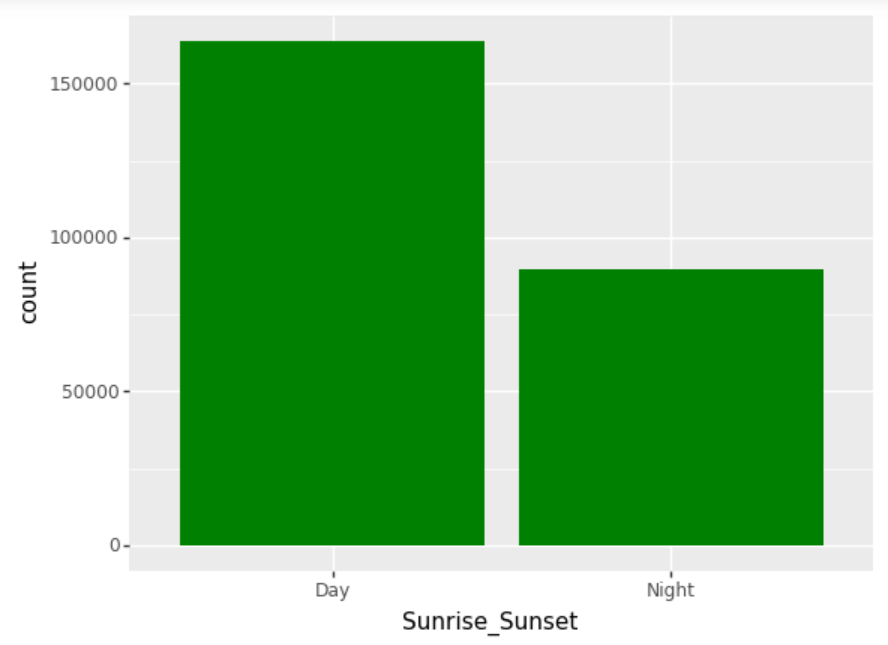 150000
100000
50000
0
count
Day
Night
Sunrise_Sunset